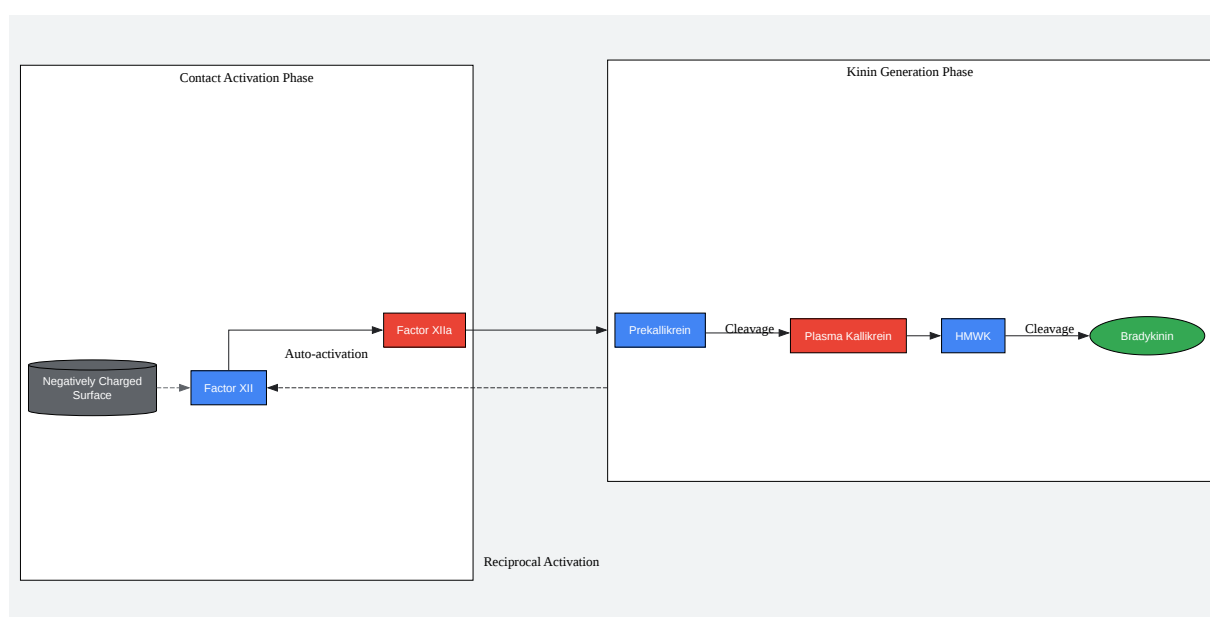 Contact Activation Phase
Kinin Generation Phase
Negatively Charged
Surface
Factor XII
Auto-activation
Factor XIIa
Prekallikrein
Cleavage
Plasma Kallikrein
HMWK
Cleavage
Bradykinin
Reciprocal Activation